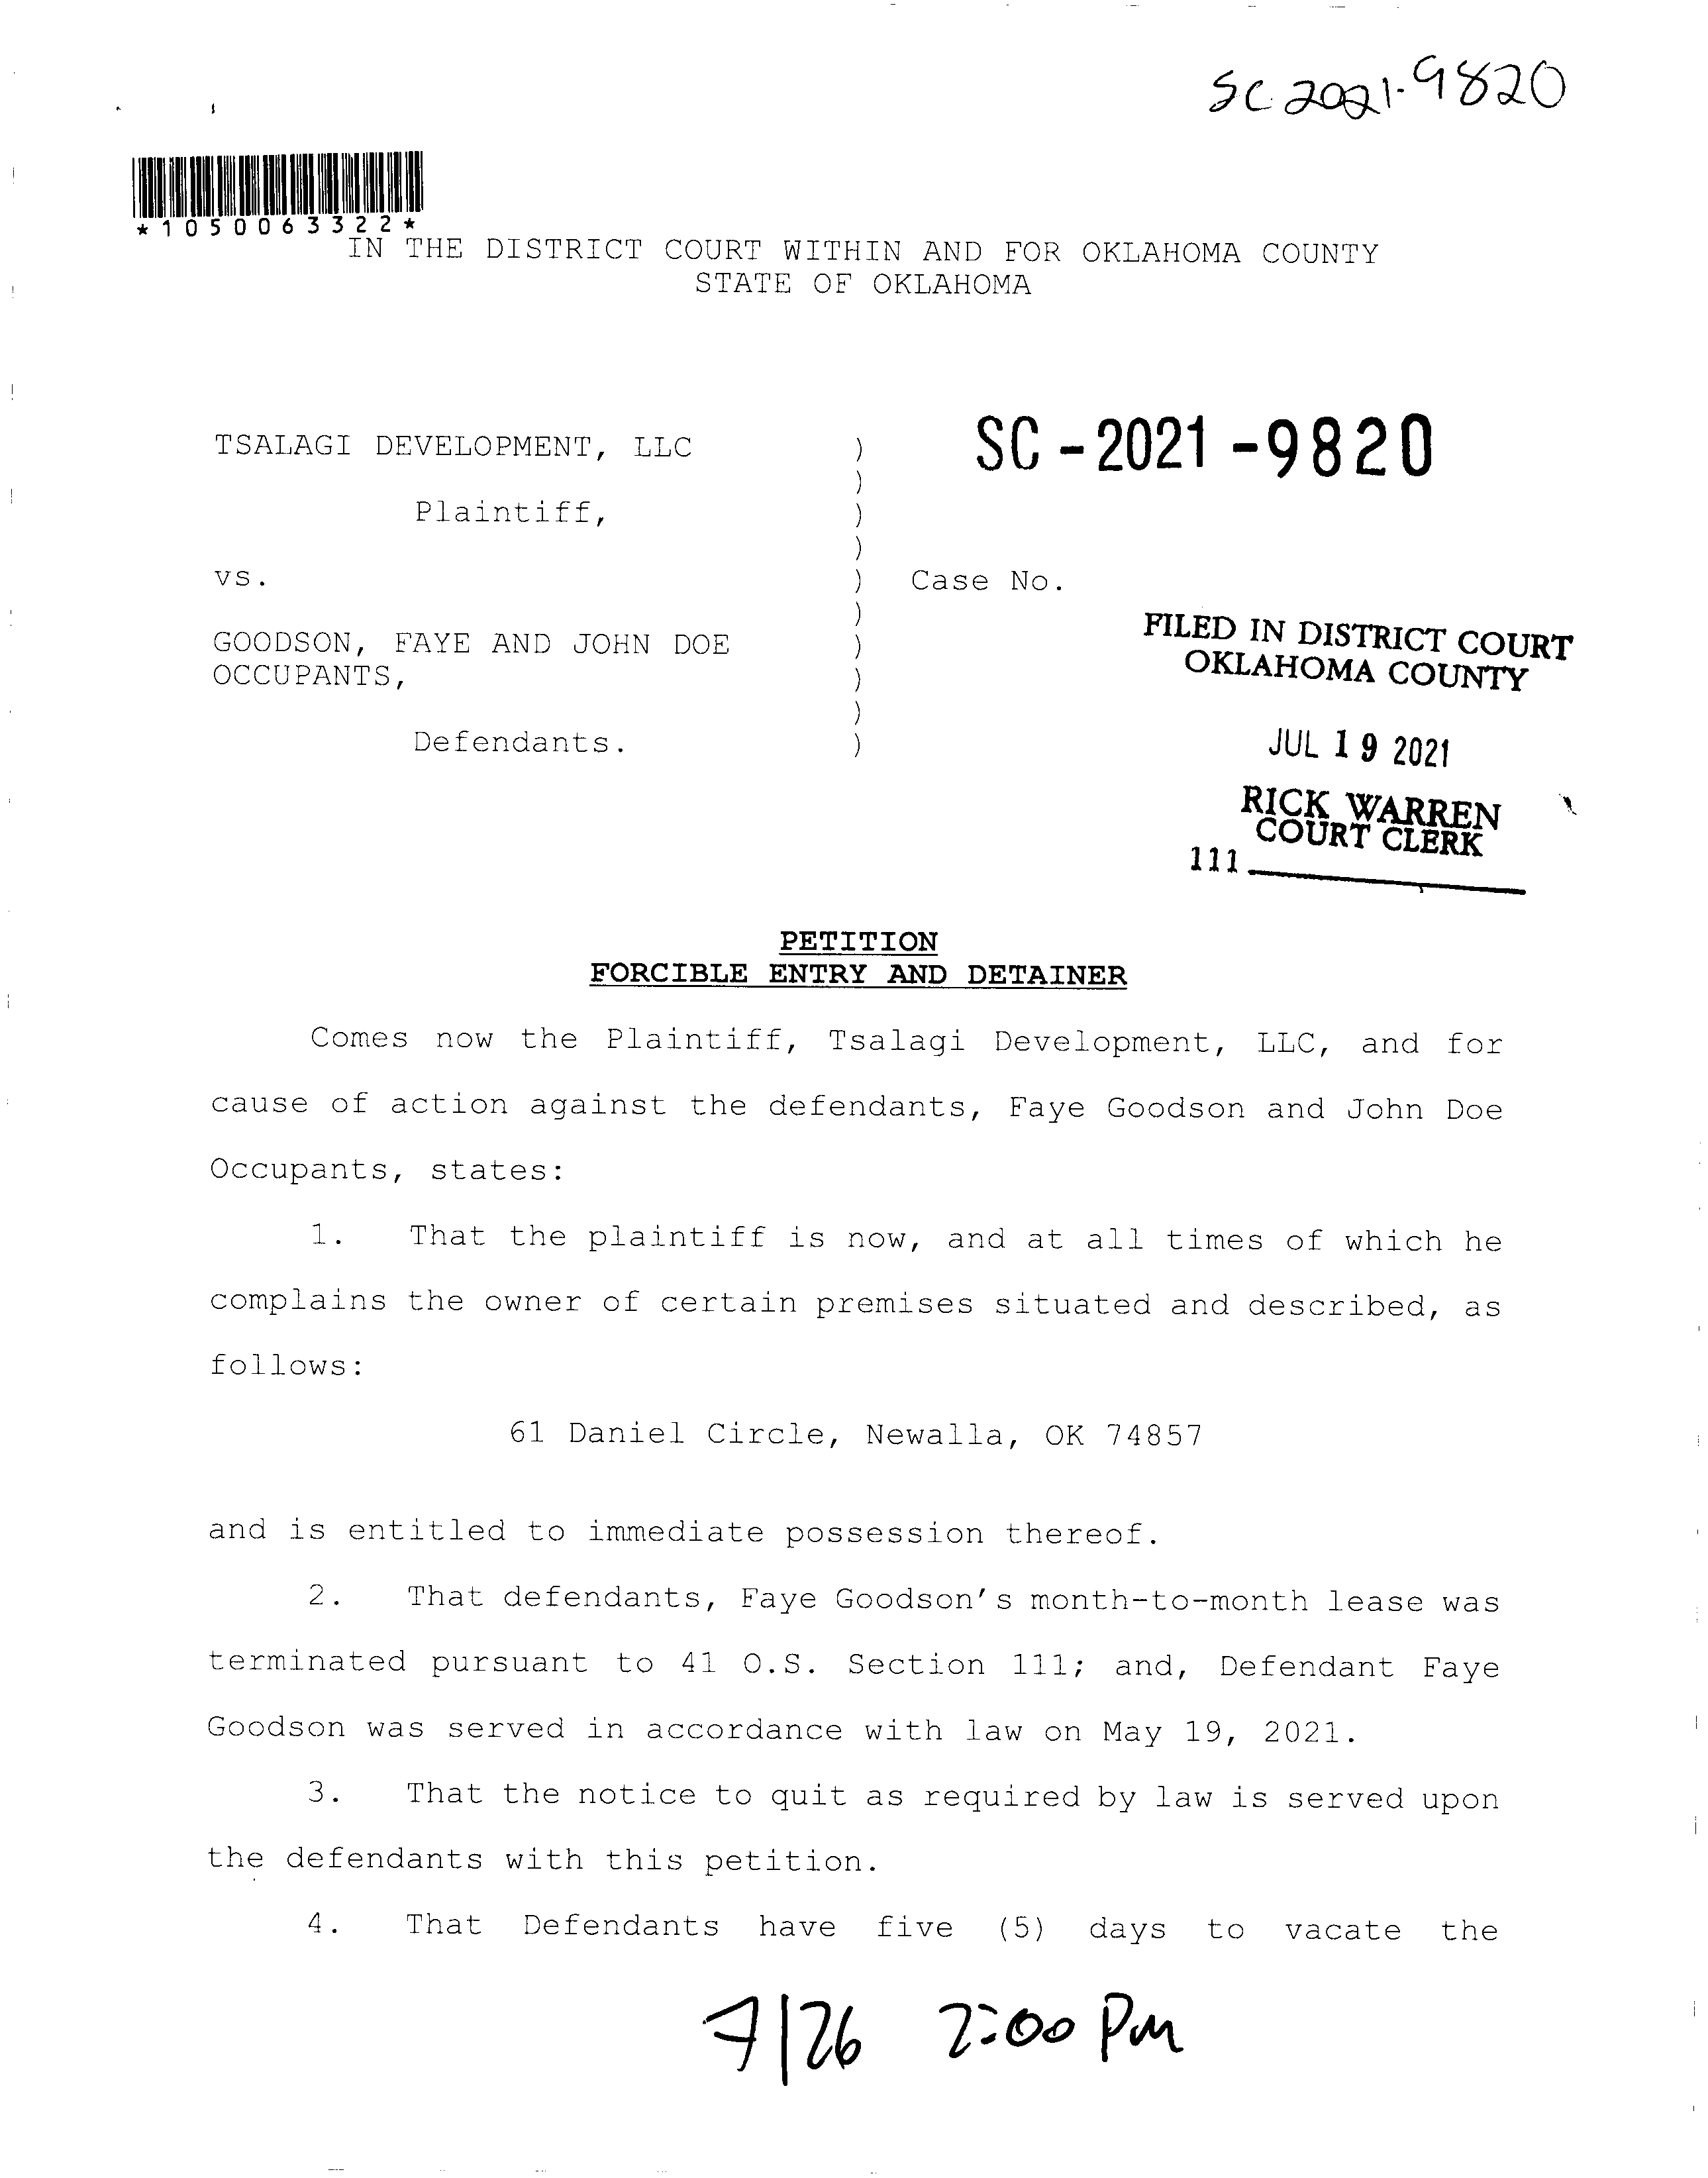 SC 2021-9820
*1050063322*
IN THE DISTRICT COURT WITHIN AND FOR OKLAHOMA COUNTY
STATE OF OKLAHOMA
TSALAGI DEVELOPMENT, LLC )
)
Plaintiff, )
)
vs. ) Case No.
)
GOODSON, FAYE AND JOHN DOE )
OCCUPANTS, )
)
Defendants. )
SC-2021-9820
FILED IN DISTRICT COURT
OKLAHOMA COUNTY
JUL 19 2021
RICK WARREN
COURT CLERK
111
PETITION
FORCIBLE ENTRY AND DETAINER
Comes now the Plaintiff, Tsalagi Development, LLC, and for
cause of action against the defendants, Faye Goodson and John Doe
Occupants, states:
1. That the plaintiff is now, and at all times of which he
complains the owner of certain premises situated and described, as
follows:
61 Daniel Circle, Newalla, OK 74857
and is entitled to immediate possession thereof.
2. That defendants, Faye Goodson's month-to-month lease was
terminated pursuant to 41 O.S. Section 111; and, Defendant Faye
Goodson was served in accordance with law on May 19, 2021.
3. That the notice to quit as required by law is served upon
the defendants with this petition.
4. That Defendants have five (5) days to vacate the
7/26 2:00 PM